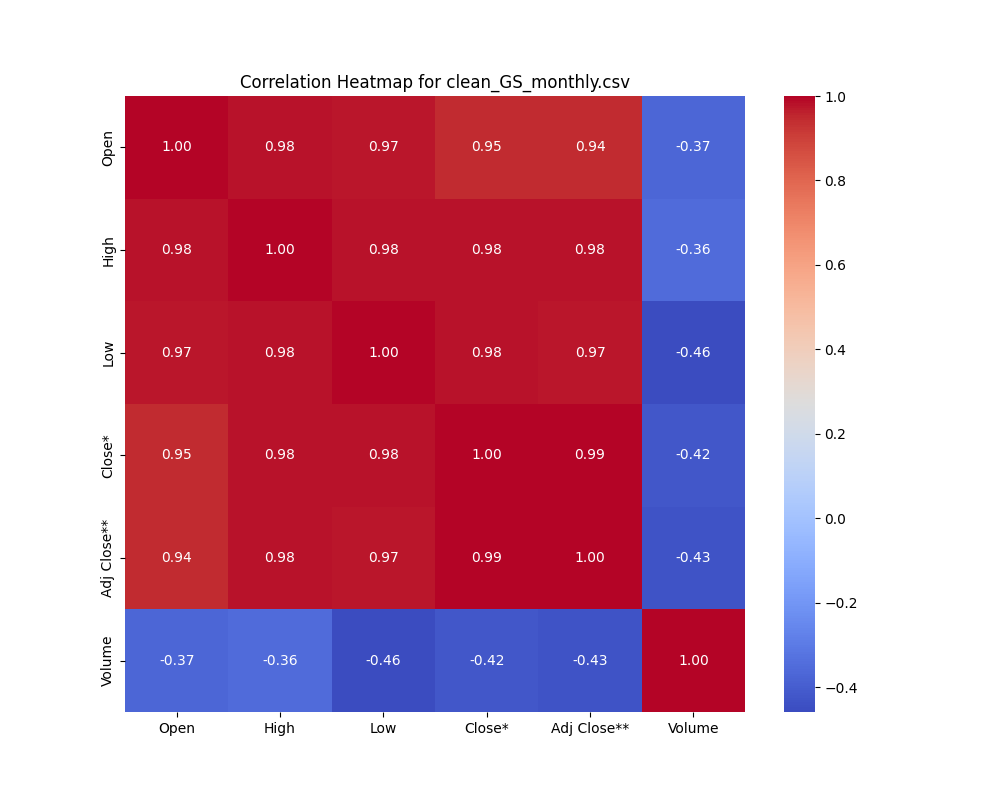 Correlation Heatmap for clean_GS_monthly.csv
Open 1.00 0.98 0.97 0.95 0.94 -0.37
High 0.98 1.00 0.98 0.98 0.98 -0.36
Low 0.97 0.98 1.00 0.98 0.97 -0.46
Close* 0.95 0.98 0.98 1.00 0.99 -0.42
Adj Close** 0.94 0.98 0.97 0.99 1.00 -0.43
Volume -0.37 -0.36 -0.46 -0.42 -0.43 1.00
Open High Low Close* Adj Close** Volume
1.0
0.8
0.6
0.4
0.2
0.0
−0.2
−0.4